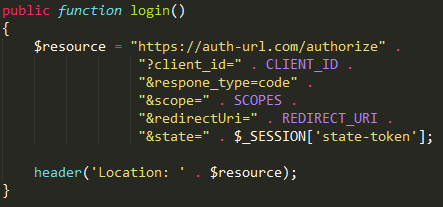 public function login()
{
$resource = "https://auth-url.com/authorize" .
"?client_id=" . CLIENT_ID .
"&respone_type=code" .
"&scope=" . SCOPES .
"&redirectUri=" . REDIRECT_URI .
"&state=" . $_SESSION['state-token'];
header('Location: ' . $resource);
}